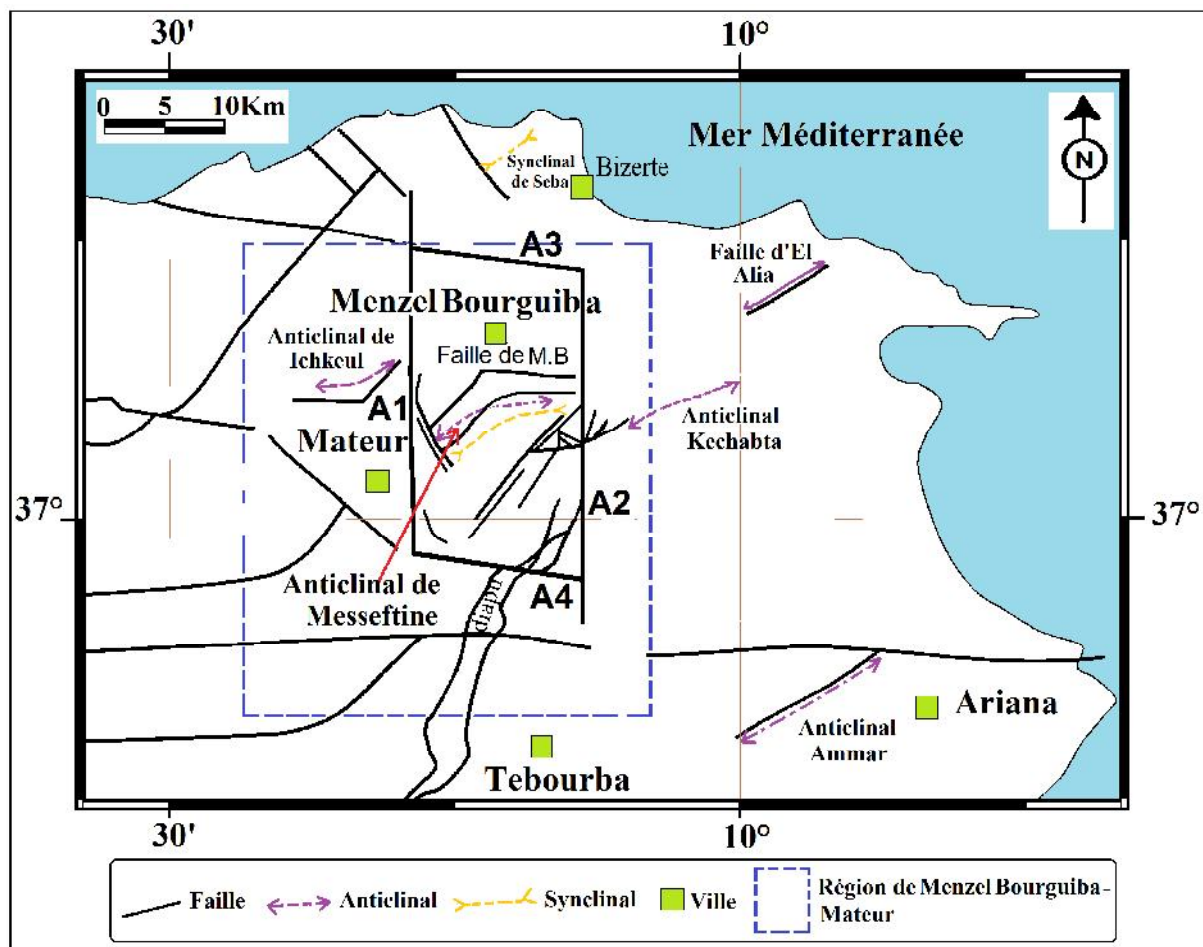 30'
10°
0 5 10Km
Mer Méditerranée
N
Synclinal
de Seba
Bizerte
A3
Faille d'El
Alia
Menzel Bourguiba
Anticlinal de
Ichkeul
Faille de M.B
A1
Anticlinal
Kechabta
Mateur
37°
A2
37°
Anticlinal de
Messeftine
A4
diapu
Ariana
Anticlinal
Ammar
Tebourba
30'
10°
Faille
Anticlinal
Synclinal
Ville
Région de Menzel Bourguiba-
Mateur